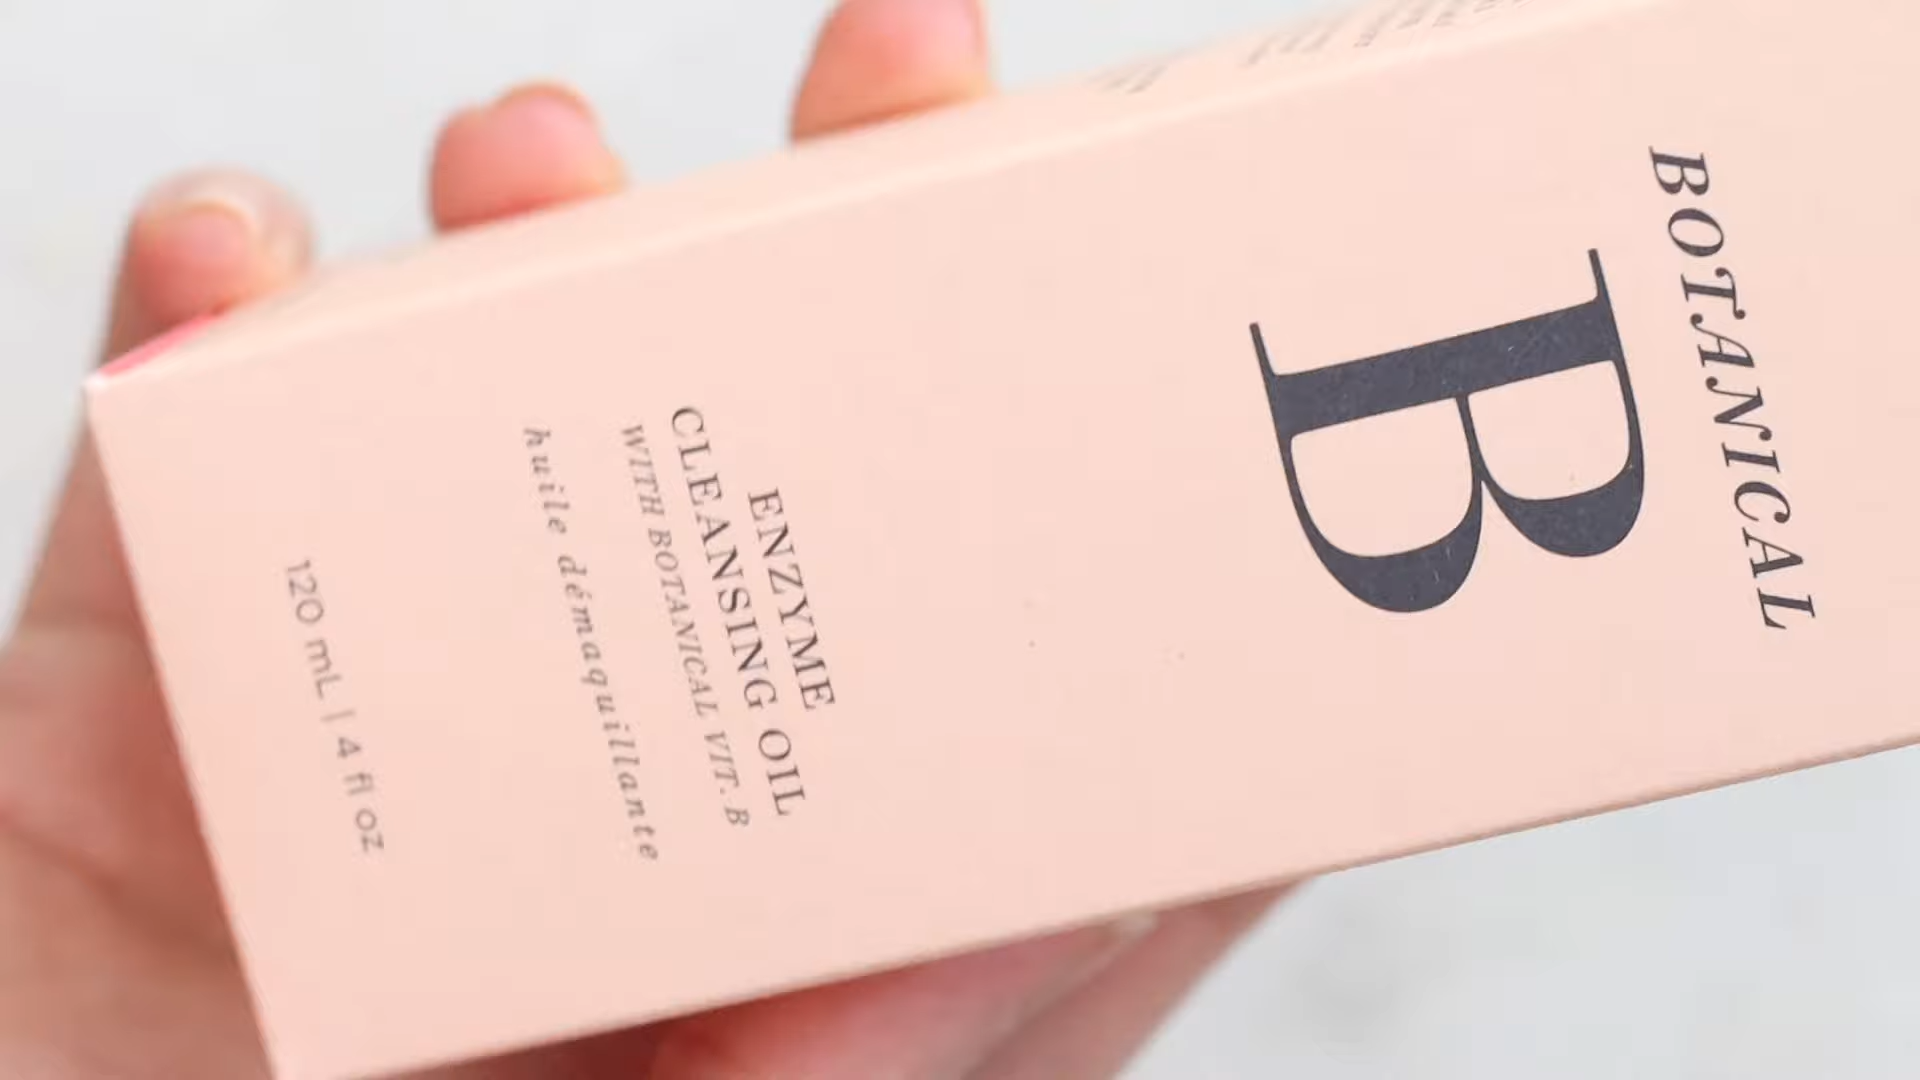 BOTANICAL
B
ENZYME
CLEANSING OIL
WITH BOTANICAL VIT. B
huile démaquillante
120 mL | 4 fl oz